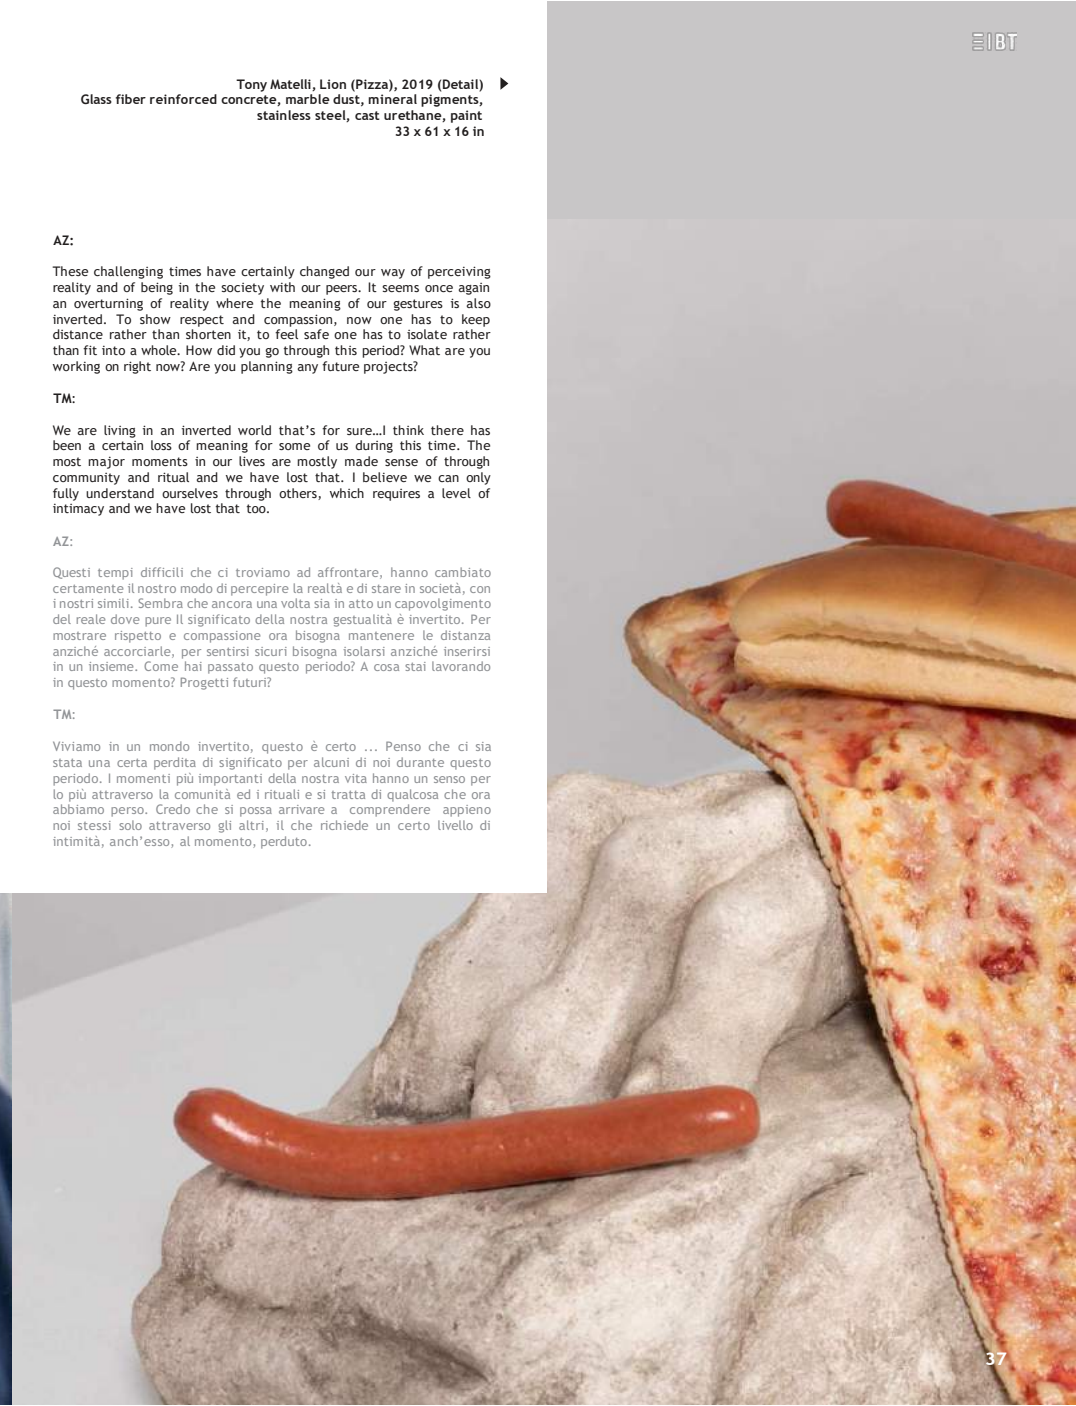 EIBT
Tony Matelli, Lion (Pizza), 2019 (Detail)
Glass fiber reinforced concrete, marble dust, mineral pigments,
stainless steel, cast urethane, paint
33 x 61 x 16 in
AZ:
These challenging times have certainly changed our way of perceiving
reality and of being in the society with our peers. It seems once again
an overturning of reality where the meaning of our gestures is also
inverted. To show respect and compassion, now one has to keep
distance rather than shorten it, to feel safe one has to isolate rather
than fit into a whole. How did you go through this period? What are you
working on right now? Are you planning any future projects?
TM:
We are living in an inverted world that’s for sure…I think there has
been a certain loss of meaning for some of us during this time. The
most major moments in our lives are mostly made sense of through
community and ritual and we have lost that. I believe we can only
fully understand ourselves through others, which requires a level of
intimacy and we have lost that too.
AZ:
Questi tempi difficili che ci troviamo ad affrontare, hanno cambiato
certamente il nostro modo di percepire la realtà e di stare in società, con
i nostri simili. Sembra che ancora una volta sia in atto un capovolgimento
del reale dove pure Il significato della nostra gestualità è invertito. Per
mostrare rispetto e compassione ora bisogna mantenere le distanza
anziché accorciarle, per sentirsi sicuri bisogna isolarsi anziché inserirsi
in un insieme. Come hai passato questo periodo? A cosa stai lavorando
in questo momento? Progetti futuri?
TM:
Viviamo in un mondo invertito, questo è certo ... Penso che ci sia
stata una certa perdita di significato per alcuni di noi durante questo
periodo. I momenti più importanti della nostra vita hanno un senso per
lo più attraverso la comunità ed i rituali e si tratta di qualcosa che ora
abbiamo perso. Credo che si possa arrivare a comprendere appieno
noi stessi solo attraverso gli altri, il che richiede un certo livello di
intimità, anch’esso, al momento, perduto.
37